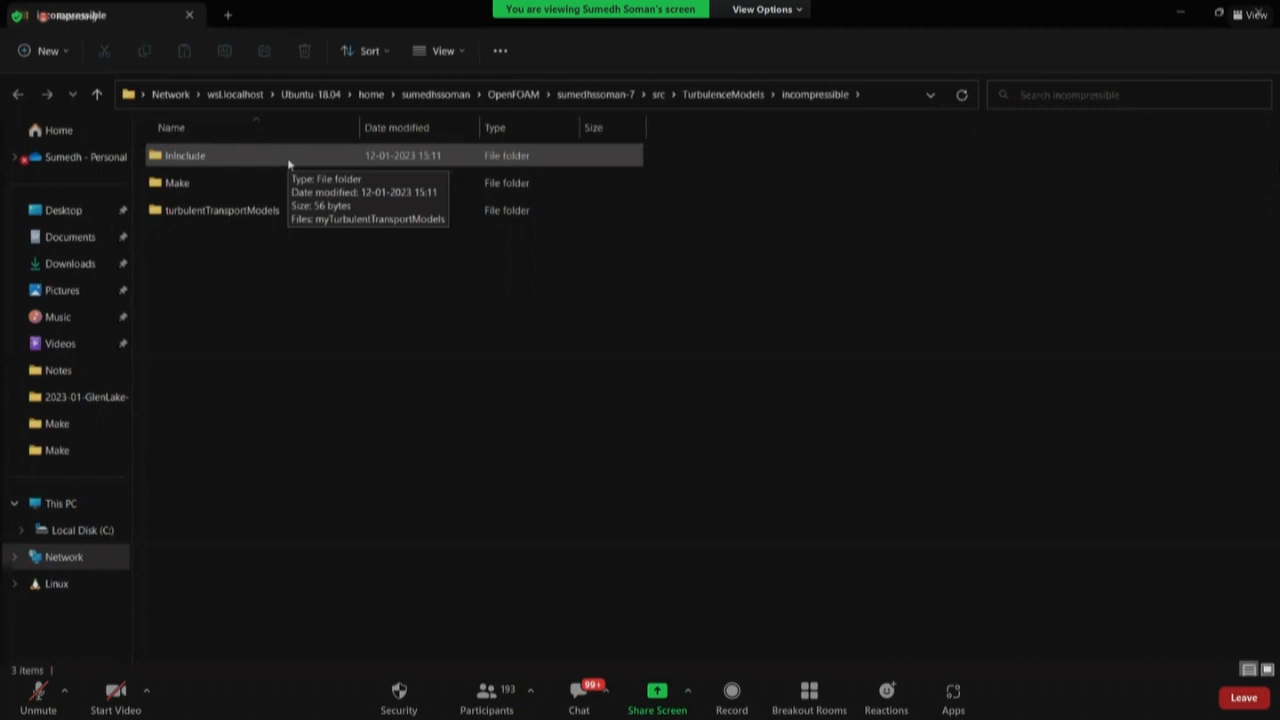 incompressible
You are viewing Sumedh Soman's screen
View Options
View
New
Sort
View
Network
wsl.localhost
Ubuntu-18.04
home
sumedhssoman
OpenFOAM
sumedhssoman-7
src
TurbulenceModels
incompressible
Search incompressible
Name
Date modified
Type
Size
Home
Sumedh - Personal
Desktop
Documents
Downloads
Pictures
Music
Videos
Notes
2023-01-GlenLake-
Make
Make
This PC
Local Disk (C:)
Network
Linux
lnInclude
12-01-2023 15:11
File folder
Make
File folder
turbulentTransportModels
File folder
Type: File folder
Date modified: 12-01-2023 15:11
Size: 56 bytes
Files: myTurbulentTransportModels
3 items
Unmute
Start Video
Security
193
Participants
99+
Chat
Share Screen
Record
Breakout Rooms
Reactions
Apps
Leave